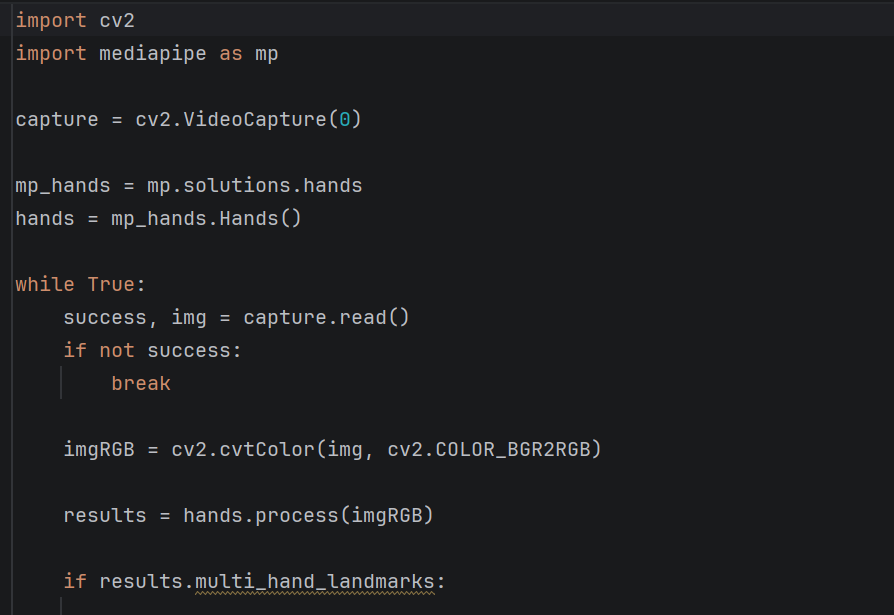 import cv2
import mediapipe as mp
capture = cv2.VideoCapture(0)
mp_hands = mp.solutions.hands
hands = mp_hands.Hands()
while True:
    success, img = capture.read()
    if not success:
        break
    imgRGB = cv2.cvtColor(img, cv2.COLOR_BGR2RGB)
    results = hands.process(imgRGB)
    if results.multi_hand_landmarks: